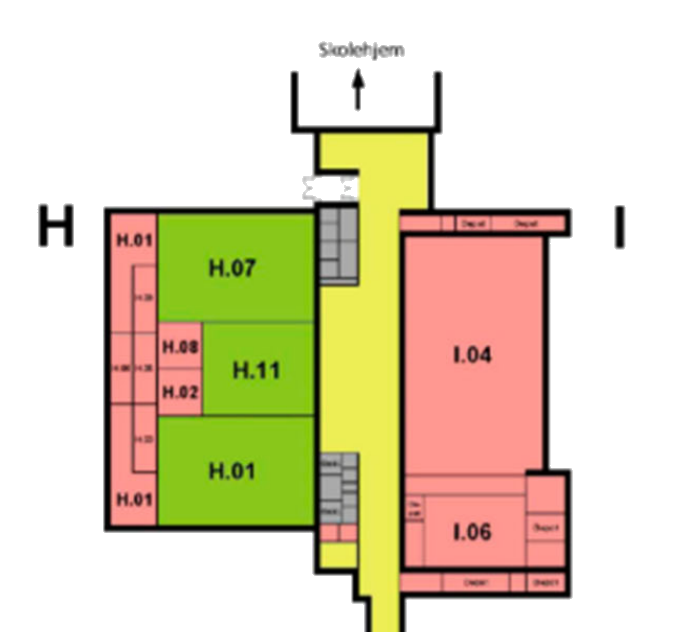 Skolehjem
H
I
Depot
Depot
H.01
H.07
I.04
H.08
H.11
H.02
H.01
H.01
I.06
Depot
Depot
Depot